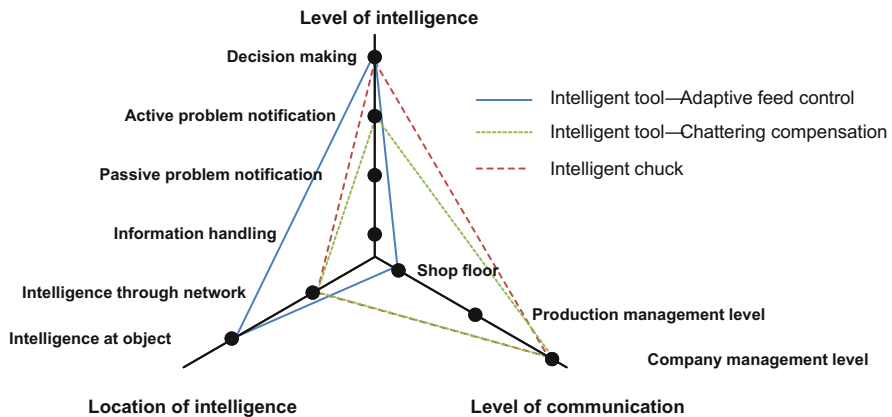 Level of intelligence
Decision making
Active problem notification
Passive problem notification
Information handling
Intelligence through network
Intelligence at object
Location of intelligence
Shop floor
Production management level
Company management level
Level of communication
Intelligent tool—Adaptive feed control
Intelligent tool—Chattering compensation
Intelligent chuck